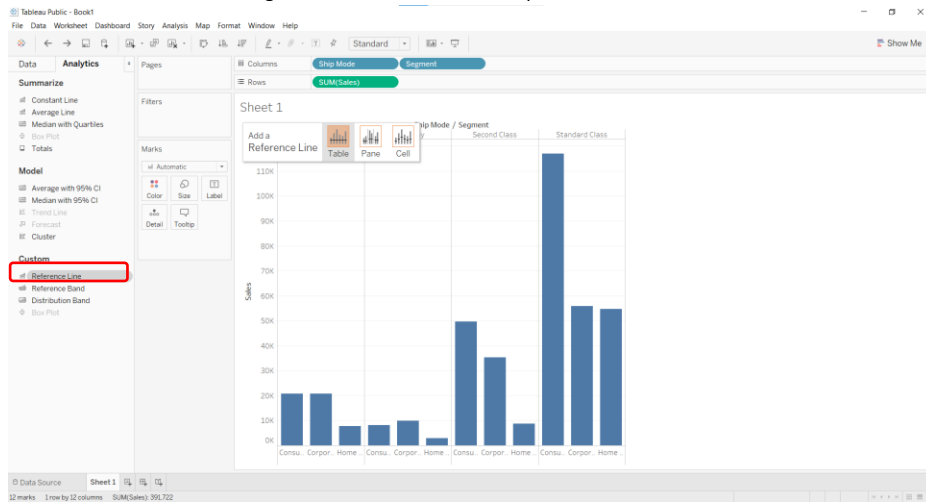 Tableau Public - Book1
File Data Worksheet Dashboard Story Analysis Map Format Window Help
Standard
Show Me
Data Analytics
Pages
Columns Ship Mode Segment
Rows SUM(Sales)
Summarize
Constant Line
Average Line
Median with Quartiles
Box Plot
Totals
Model
Average with 95% CI
Median with 95% CI
Trend Line
Forecast
Cluster
Custom
Reference Line
Reference Band
Distribution Band
Box Plot
Filters
Marks
Automatic
Color Size Label
Detail Tooltip
Sheet 1
Add a
Reference Line
Table Pane Cell
Mode / Segment
Second Class Standard Class
110K
100K
90K
80K
70K
60K
50K
40K
30K
20K
10K
0K
Sales
Consu.. Corpor.. Home .. Consu.. Corpor.. Home .. Consu.. Corpor.. Home .. Consu.. Corpor.. Home ..
Data Source Sheet 1
12 marks 1 row by 12 columns SUM(Sales): 391,722